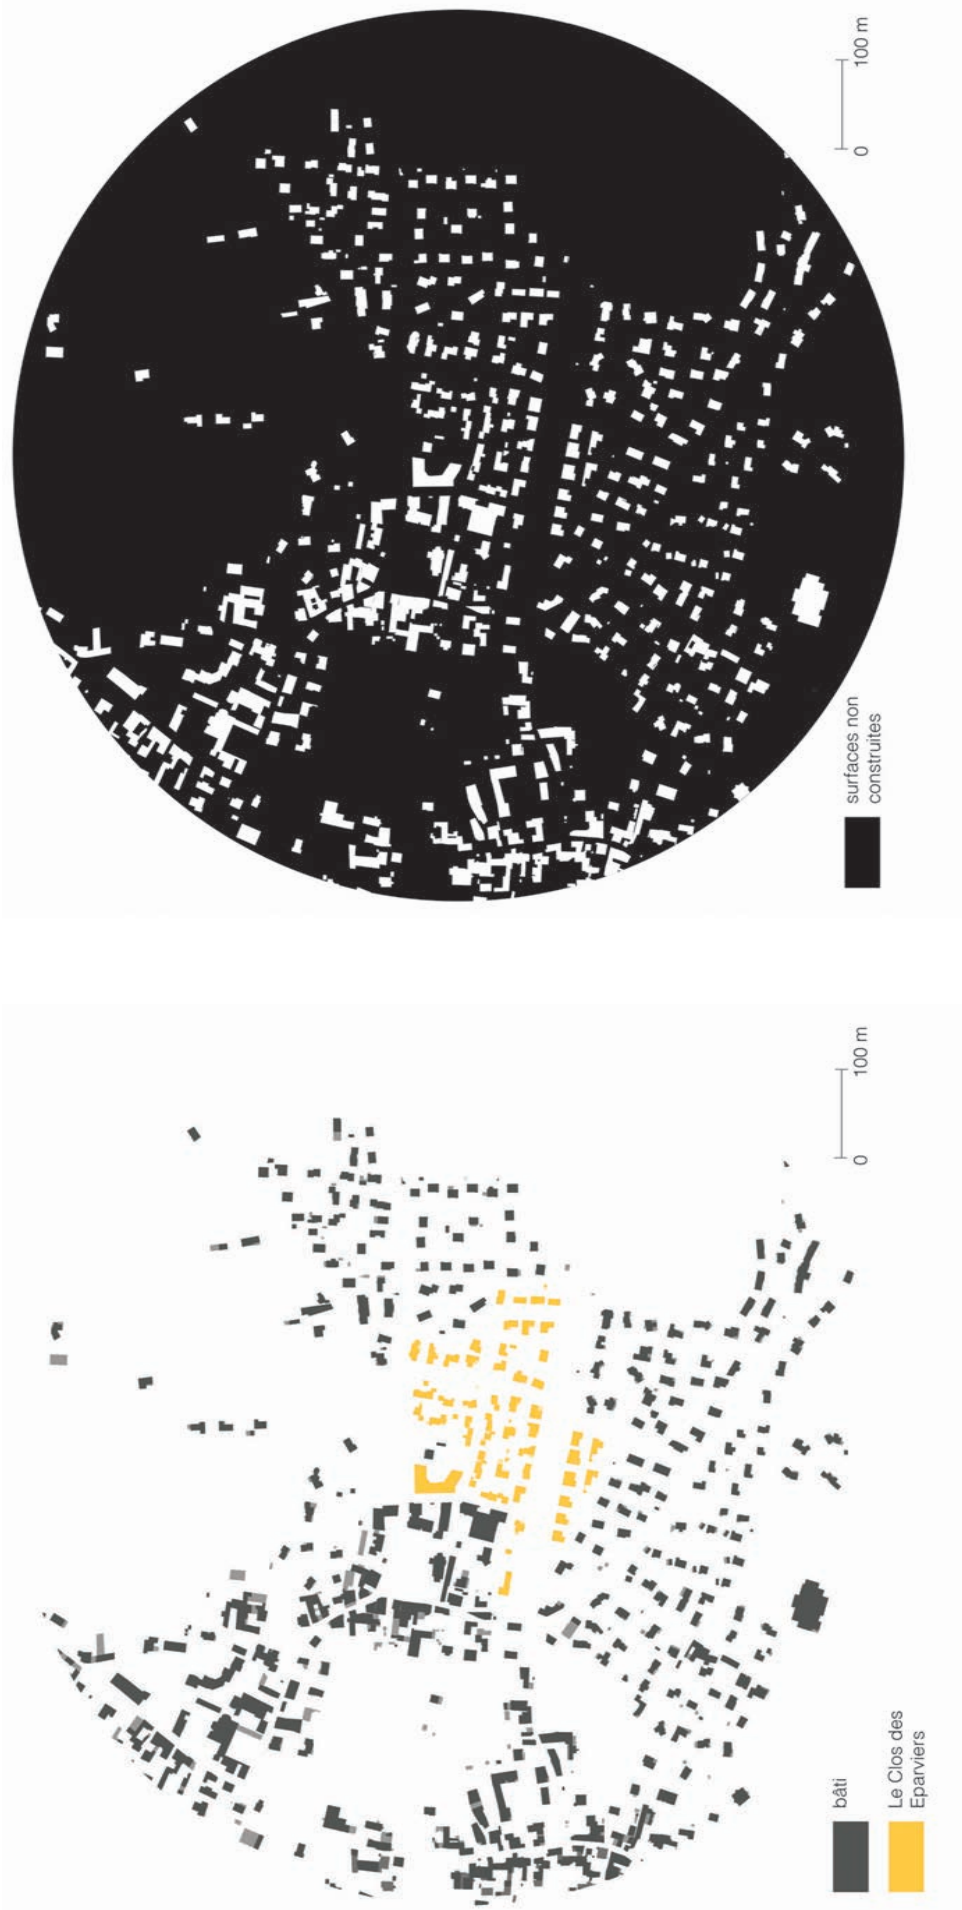 bâti
Le Clos des
Eparviers
0
100 m
surfaces non
construites
0
100 m